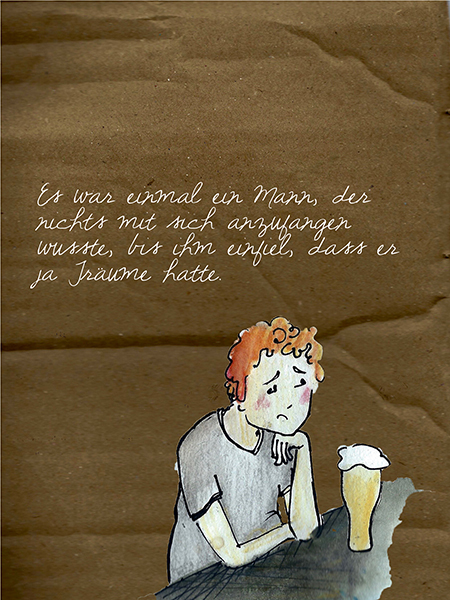 Es war einmal ein Mann, der
nichts mit sich anzufangen
wusste, bis ihm einfiel, dass er
ja Träume hatte.